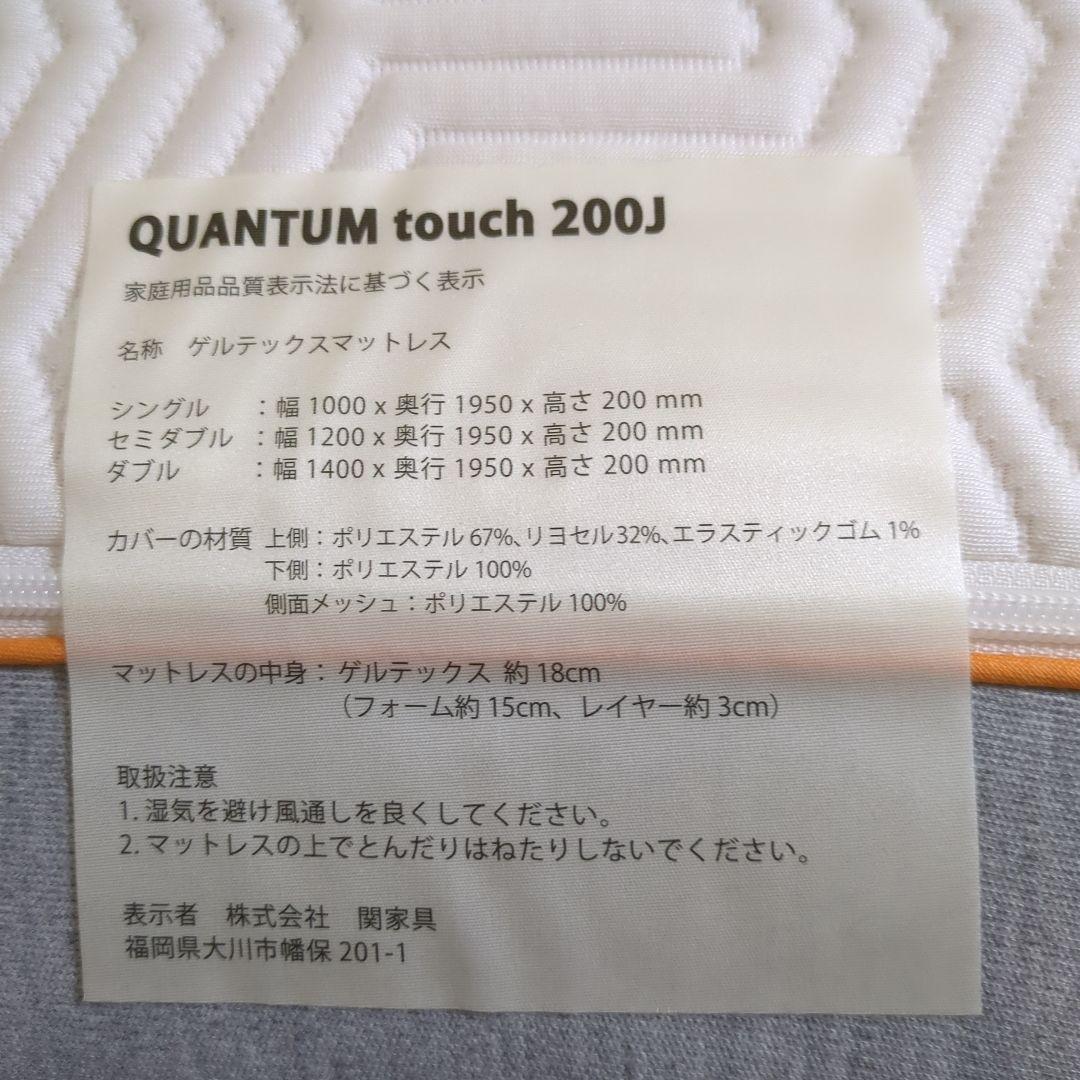 QUANTUM touch 200J
家庭用品品質表示法に基づく表示
名称 ゲルテックスマットレス
シングル ：幅 1000 x 奥行 1950 x 高さ 200 mm
セミダブル ：幅 1200 x 奥行 1950 x 高さ 200 mm
ダブル ：幅 1400 x 奥行 1950 x 高さ 200 mm
カバーの材質 上側：ポリエステル 67%、リヨセル 32%、エラスティックゴム 1%
下側：ポリエステル 100%
側面メッシュ：ポリエステル 100%
マットレスの中身：ゲルテックス 約 18cm
（フォーム約 15cm、レイヤー約 3cm）
取扱注意
1. 湿気を避け風通しを良くしてください。
2. マットレスの上でとんだりはねたりしないでください。
表示者 株式会社 関家具
福岡県大川市幡保 201-1